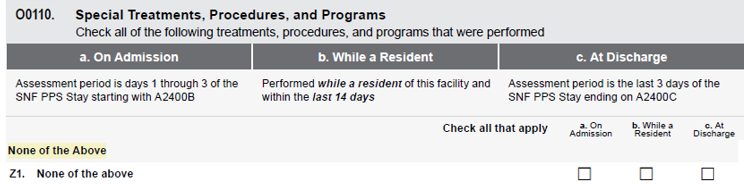 O0110. Special Treatments, Procedures, and Programs
Check all of the following treatments, procedures, and programs that were performed
a. On Admission b. While a Resident c. At Discharge
Assessment period is days 1 through 3 of the Performed while a resident of this facility and Assessment period is the last 3 days of the
SNF PPS Stay starting with A2400B within the last 14 days SNF PPS Stay ending on A2400C
Check all that apply a. On b. While a c. At
Admission Resident Discharge
None of the Above
Z1. None of the above